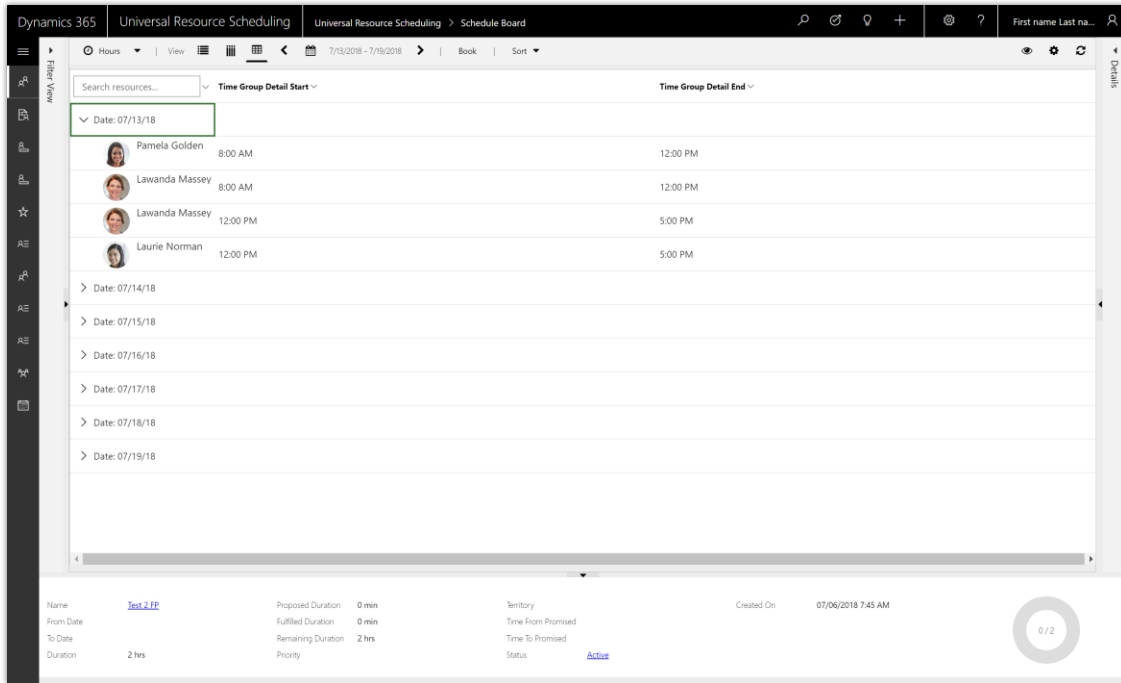 Dynamics 365 Universal Resource Scheduling Universal Resource Scheduling > Schedule Board First name Last na...
Hours | View 7/13/2018 - 7/19/2018 | Book | Sort
Filter View
Details
Search resources... Time Group Detail Start Time Group Detail End
Date: 07/13/18
Pamela Golden 8:00 AM 12:00 PM
Lawanda Massey 8:00 AM 12:00 PM
Lawanda Massey 12:00 PM 5:00 PM
Laurie Norman 12:00 PM 5:00 PM
Date: 07/14/18
Date: 07/15/18
Date: 07/16/18
Date: 07/17/18
Date: 07/18/18
Date: 07/19/18
Name Test 2 FP Proposed Duration 0 min Territory Created On 07/06/2018 7:45 AM
From Date Fulfilled Duration 0 min Time From Promised
To Date Remaining Duration 2 hrs Time To Promised
Duration 2 hrs Priority Status Active
0/2